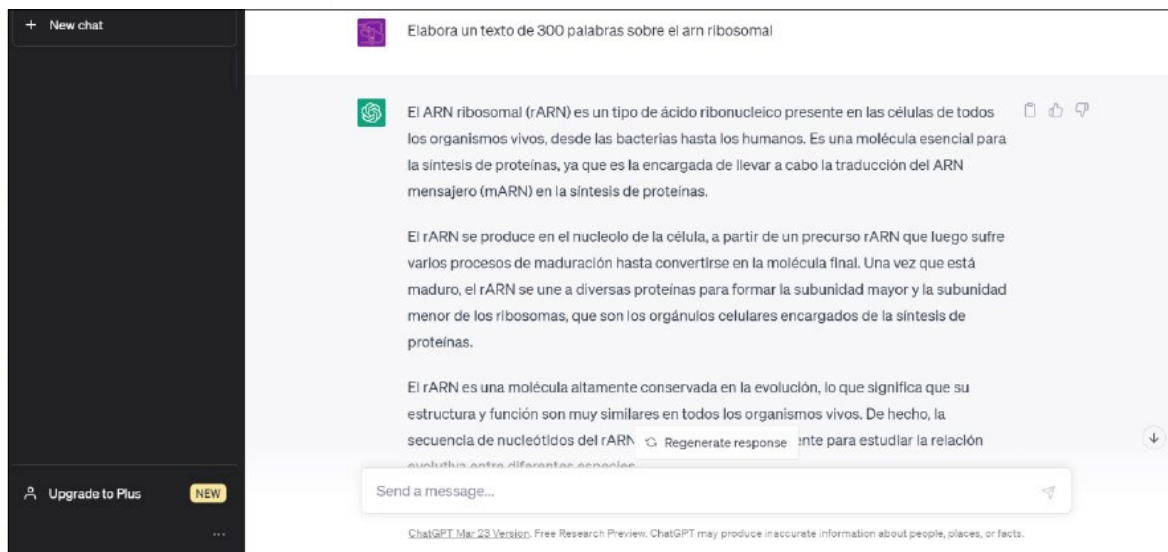 + New chat
Elabora un texto de 300 palabras sobre el arn ribosomal
El ARN ribosomal (rARN) es un tipo de ácido ribonucleico presente en las células de todos
los organismos vivos, desde las bacterias hasta los humanos. Es una molécula esencial para
la síntesis de proteínas, ya que es la encargada de llevar a cabo la traducción del ARN
mensajero (mARN) en la síntesis de proteínas.
El rARN se produce en el nucleolo de la célula, a partir de un precurso rARN que luego sufre
varios procesos de maduración hasta convertirse en la molécula final. Una vez que está
maduro, el rARN se une a diversas proteínas para formar la subunidad mayor y la subunidad
menor de los ribosomas, que son los orgánulos celulares encargados de la síntesis de
proteínas.
El rARN es una molécula altamente conservada en la evolución, lo que significa que su
estructura y función son muy similares en todos los organismos vivos. De hecho, la
secuencia de nucleótidos del rARN ente para estudiar la relación
Regenerate response
evolutiva entre diferentes especies
Upgrade to Plus NEW
Send a message...
ChatGPT Mar 23 Version. Free Research Preview. ChatGPT may produce inaccurate information about people, places, or facts.